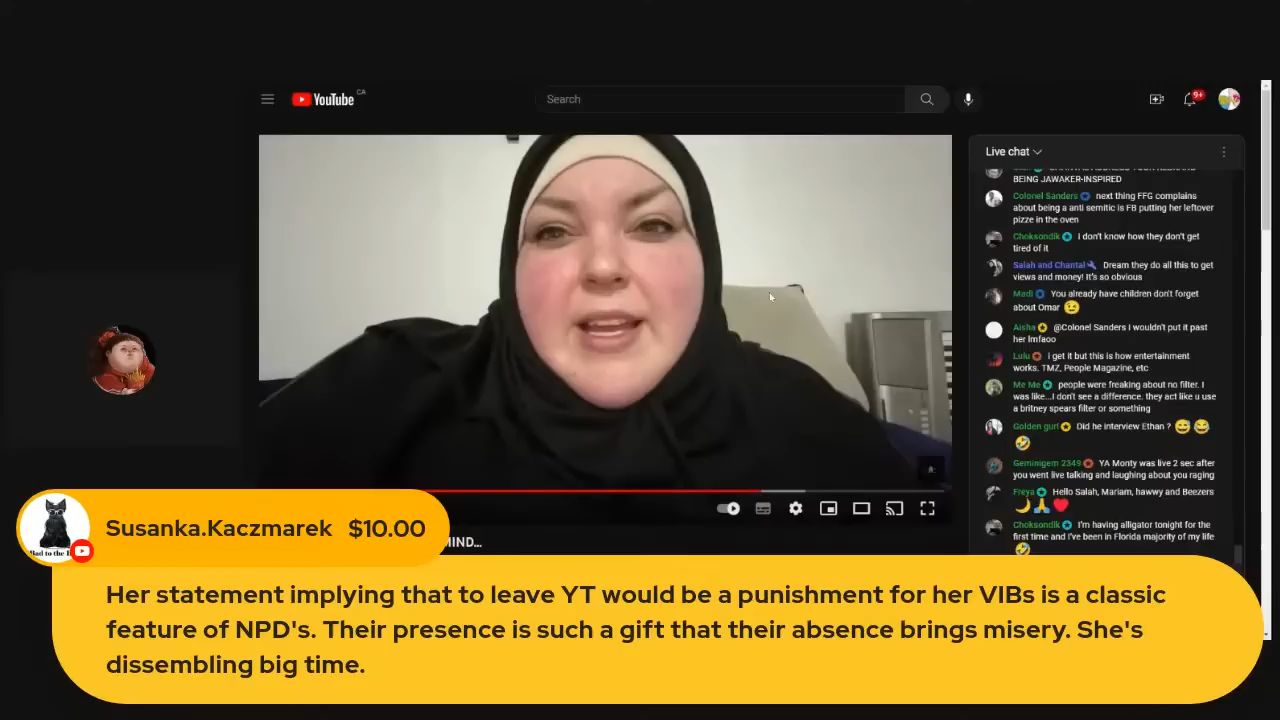 YouTube CA
Search
9+
Live chat
BEING JAWAKER-INSPIRED
Colonel Sanders next thing FFG complains
about being a anti semitic is FB putting her leftover
pizze in the oven
Choksondik I don't know how they don't get
tired of it
Salah and Chantal Dream they do all this to get
views and money! It's so obvious
Madi You already have children don't forget
about Omar 😉
Aisha @Colonel Sanders I wouldn't put it past
her lmfaoo
Lulu i get it but this is how entertainment
works. TMZ, People Magazine, etc
Me Me people were freaking about no filter. I
was like...I don't see a difference. they act like u use
a britney spears filter or something
Golden gurl Did he interview Ethan ? 😅 😂
🤣
Geminigem 2349 YA Monty was live 2 sec after
you went live talking and laughing about you raging
Freya Hello Salah, Mariam, hawwy and Beezers
🌙🙏❤️
Choksondik I'm having alligator tonight for the
first time and I've been in Florida majority of my life
🤣
MIND...
Susanka.Kaczmarek $10.00
Her statement implying that to leave YT would be a punishment for her VIBs is a classic
feature of NPD's. Their presence is such a gift that their absence brings misery. She's
dissembling big time.